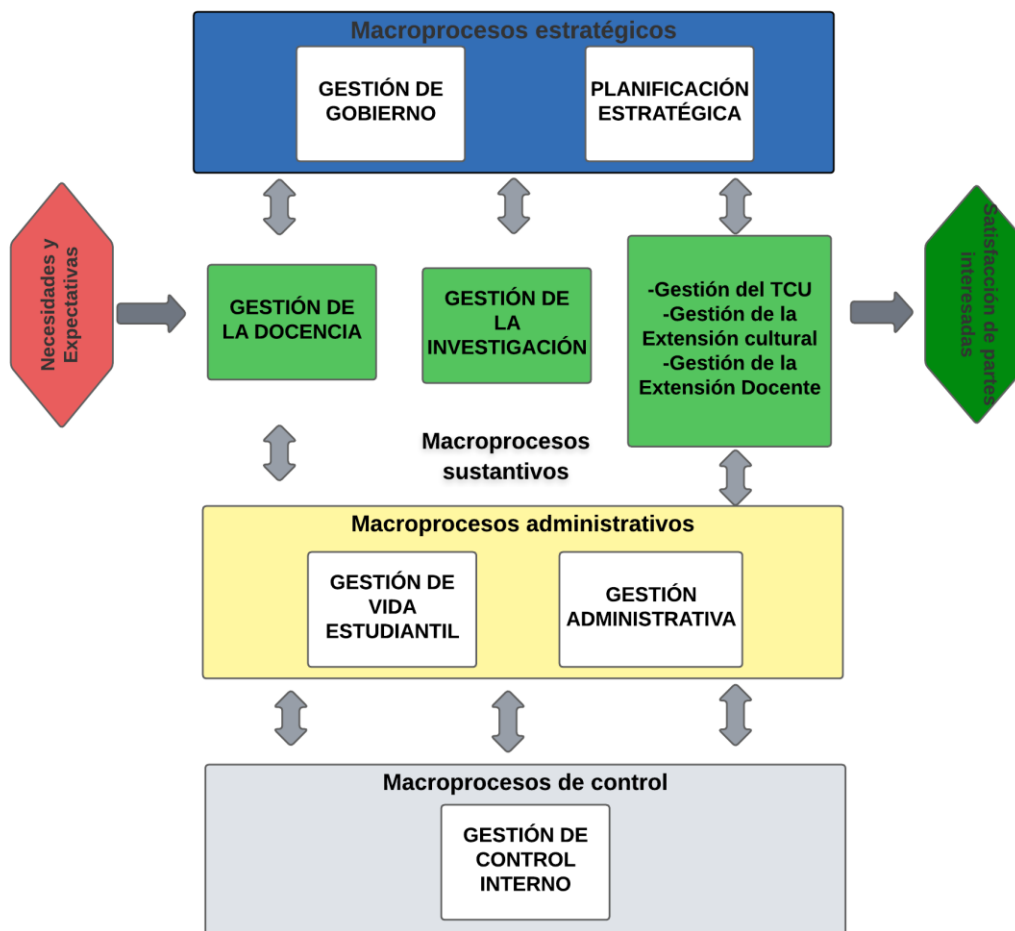 Macroprocesos estratégicos
GESTIÓN DE
GOBIERNO
PLANIFICACIÓN
ESTRATÉGICA
Necesidades y
Expectativas
GESTIÓN DE
LA DOCENCIA
GESTIÓN DE
LA
INVESTIGACIÓN
-Gestión del TCU
-Gestión de la
Extensión cultural
-Gestión de la
Extensión Docente
Satisfacción de partes
interesadas
Macroprocesos
sustantivos
Macroprocesos administrativos
GESTIÓN DE
VIDA
ESTUDIANTIL
GESTIÓN
ADMINISTRATIVA
Macroprocesos de control
GESTIÓN DE
CONTROL
INTERNO